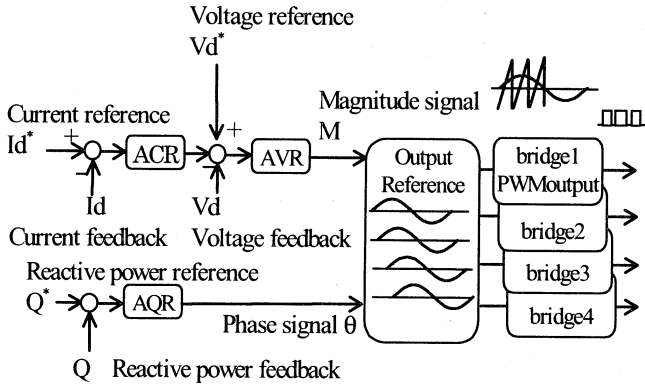 Voltage reference
Vd*
Current reference
Id*
+
−
ACR
+
−
AVR
Magnitude signal
M
Id
Vd
Current feedback
Voltage feedback
Reactive power reference
Q*
AQR
Phase signal θ
Q
Reactive power feedback
Output
Reference
bridge1
PWMoutput
bridge2
bridge3
bridge4